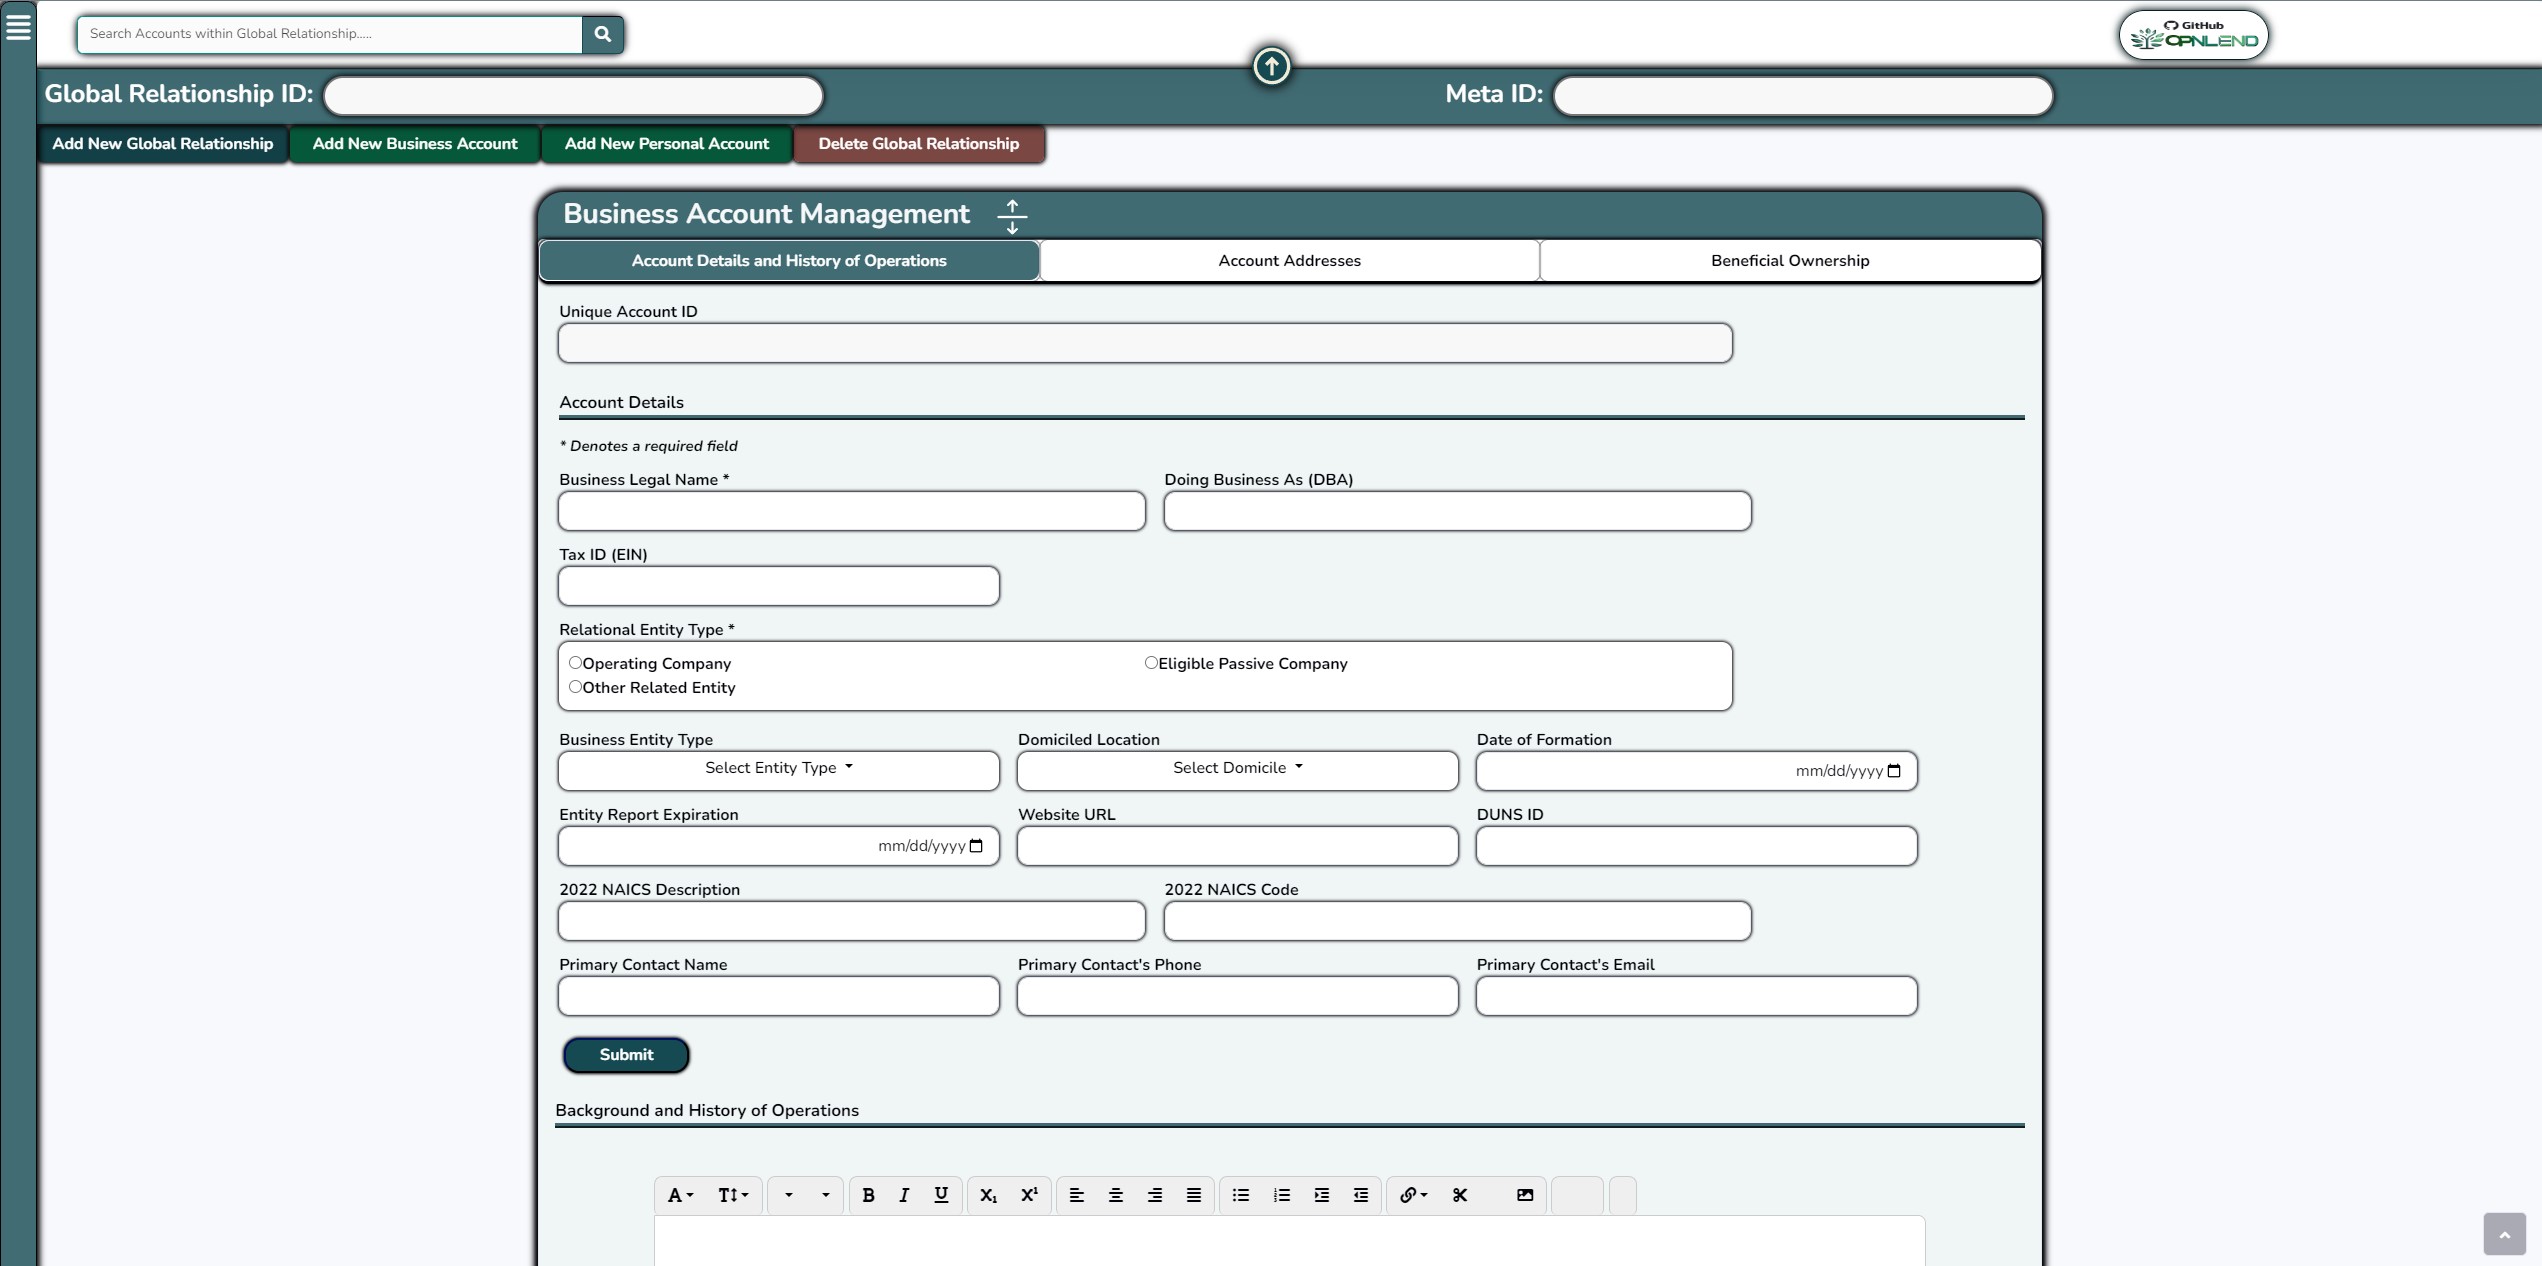 Search Accounts within Global Relationship.....
GitHub
OPNLEND
Global Relationship ID:
Meta ID:
Add New Global Relationship
Add New Business Account
Add New Personal Account
Delete Global Relationship
Business Account Management
Account Details and History of Operations
Account Addresses
Beneficial Ownership
Unique Account ID
Account Details
* Denotes a required field
Business Legal Name *
Doing Business As (DBA)
Tax ID (EIN)
Relational Entity Type *
Operating Company
Eligible Passive Company
Other Related Entity
Business Entity Type
Domiciled Location
Date of Formation
Select Entity Type
Select Domicile
mm/dd/yyyy
Entity Report Expiration
Website URL
DUNS ID
mm/dd/yyyy
2022 NAICS Description
2022 NAICS Code
Primary Contact Name
Primary Contact's Phone
Primary Contact's Email
Submit
Background and History of Operations